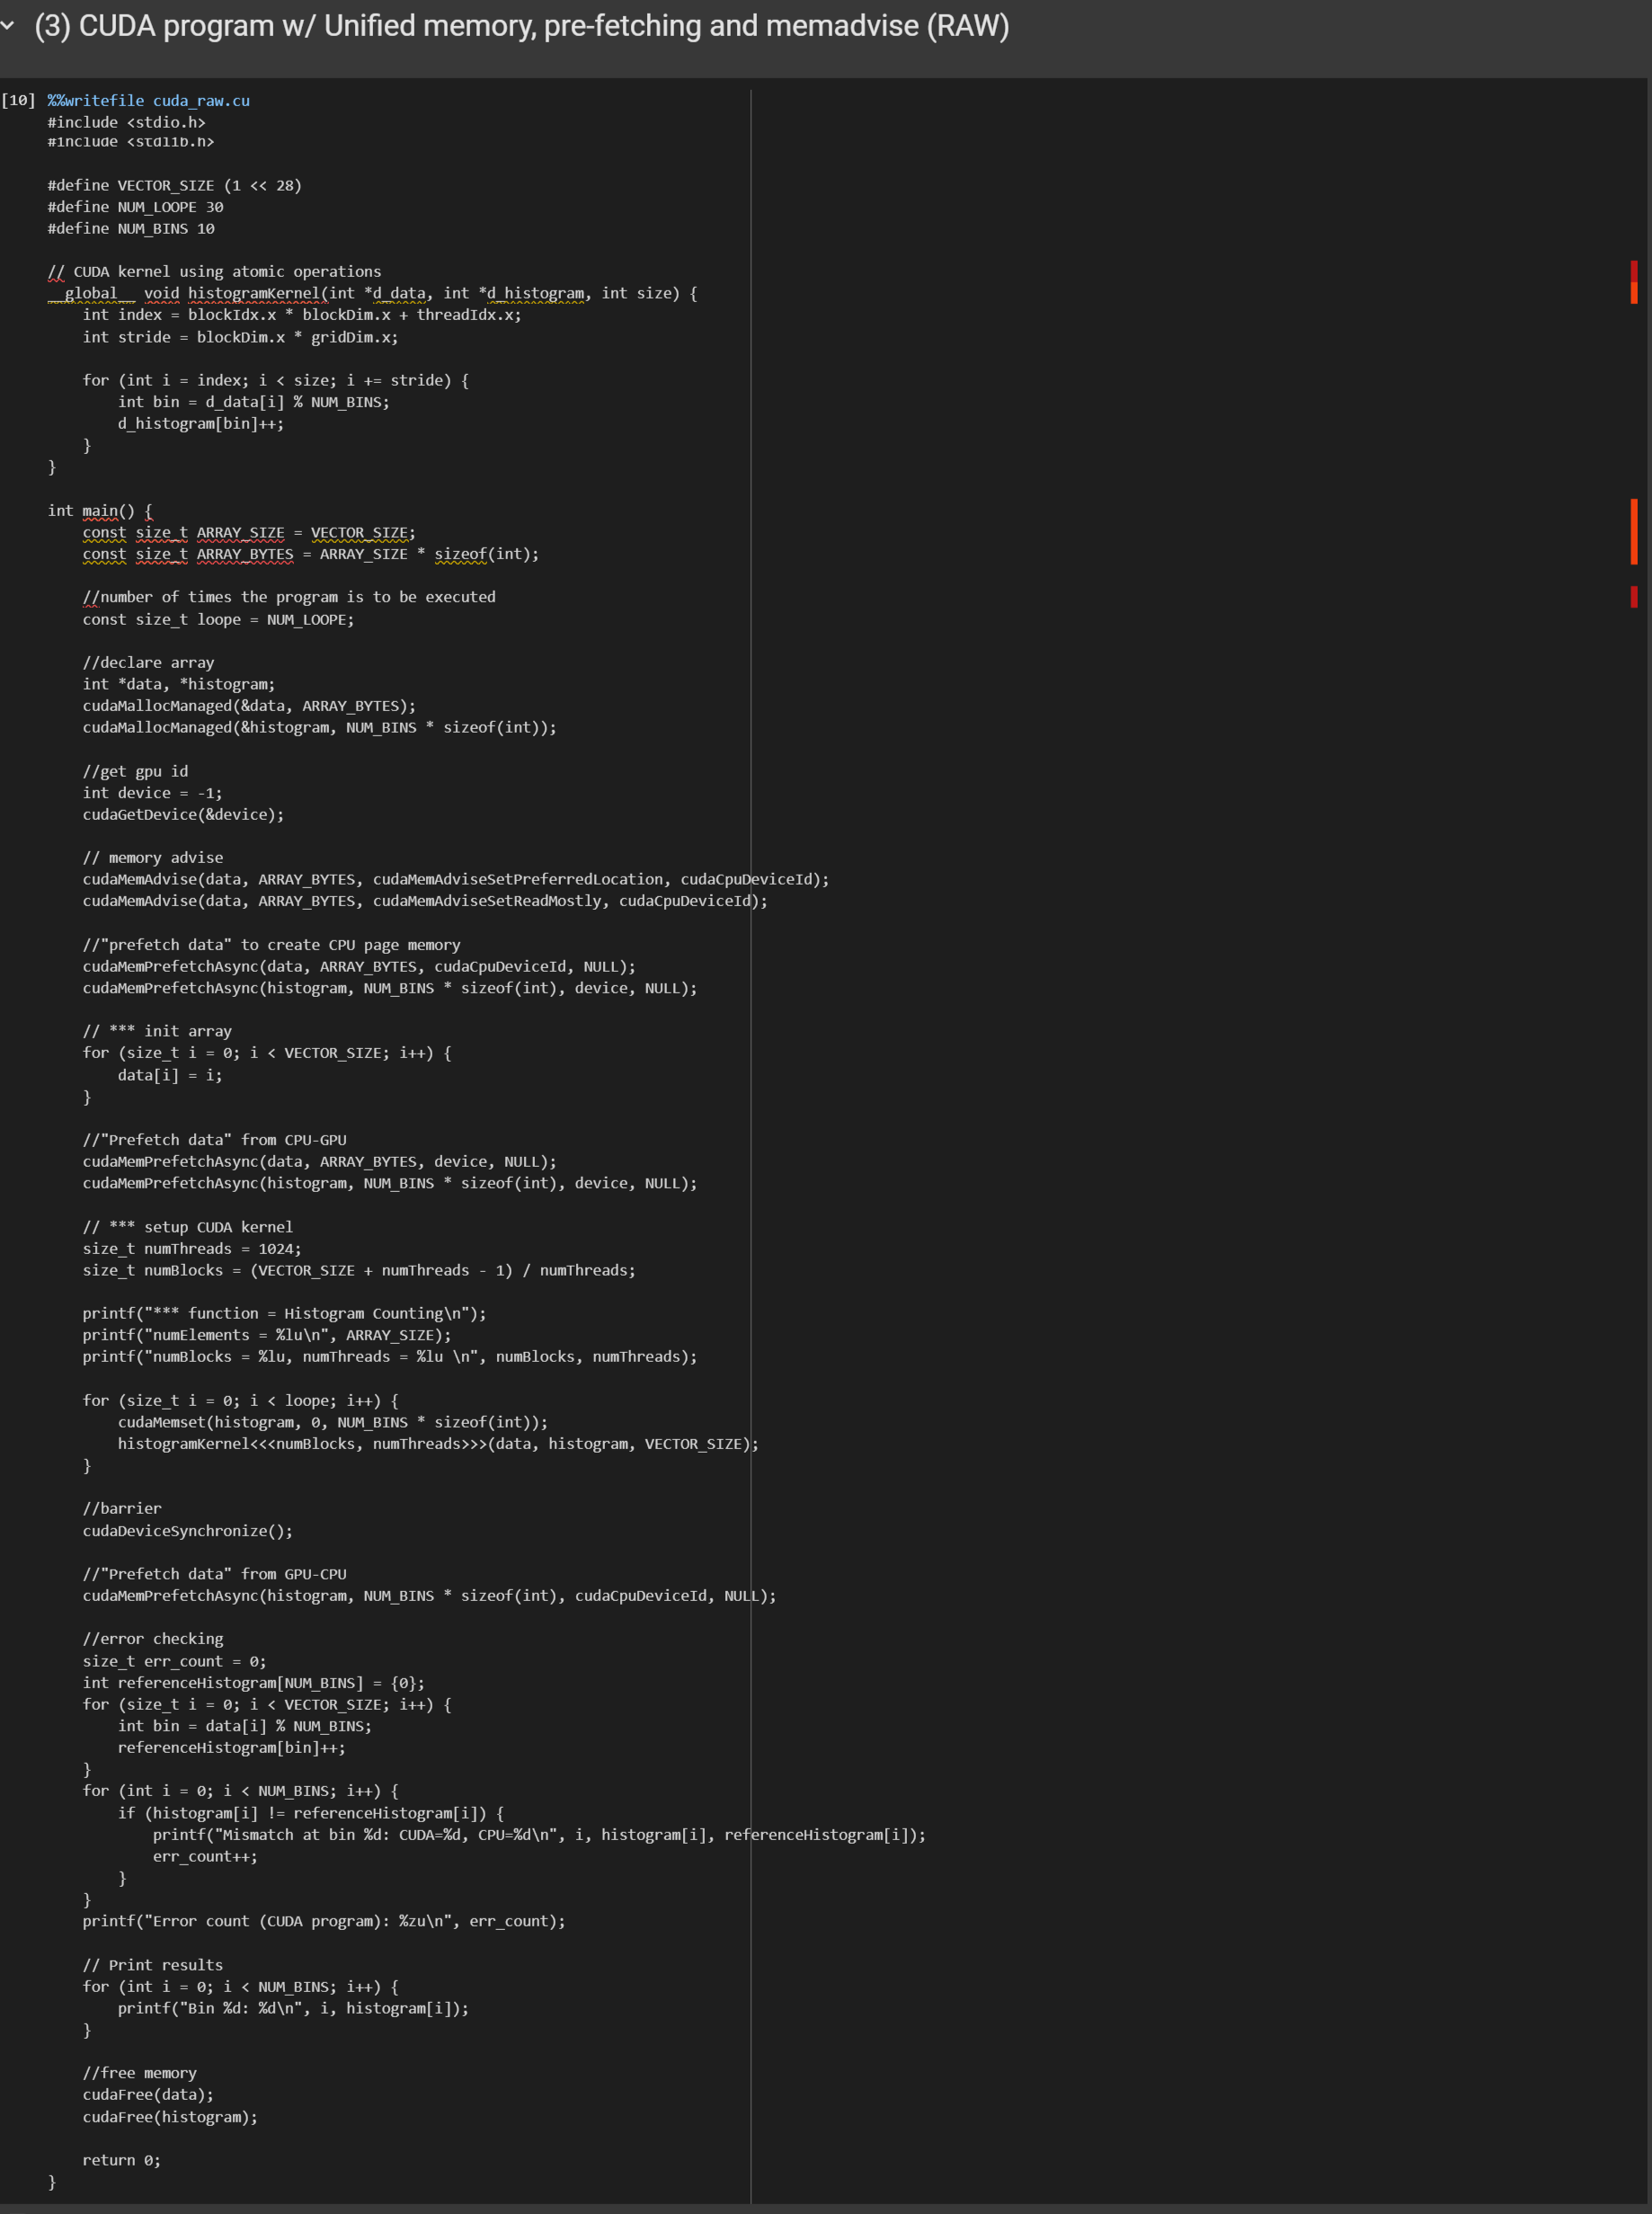 (3) CUDA program w/ Unified memory, pre-fetching and memadvise (RAW)
[10] %%writefile cuda_raw.cu
#include <stdio.h>
#include <stdlib.h>

#define VECTOR_SIZE (1 << 28)
#define NUM_LOOPE 30
#define NUM_BINS 10

// CUDA kernel using atomic operations
__global__ void histogramKernel(int *d_data, int *d_histogram, int size) {
    int index = blockIdx.x * blockDim.x + threadIdx.x;
    int stride = blockDim.x * gridDim.x;

    for (int i = index; i < size; i += stride) {
        int bin = d_data[i] % NUM_BINS;
        d_histogram[bin]++;
    }
}

int main() {
    const size_t ARRAY_SIZE = VECTOR_SIZE;
    const size_t ARRAY_BYTES = ARRAY_SIZE * sizeof(int);

    //number of times the program is to be executed
    const size_t loope = NUM_LOOPE;

    //declare array
    int *data, *histogram;
    cudaMallocManaged(&data, ARRAY_BYTES);
    cudaMallocManaged(&histogram, NUM_BINS * sizeof(int));

    //get gpu id
    int device = -1;
    cudaGetDevice(&device);

    // memory advise
    cudaMemAdvise(data, ARRAY_BYTES, cudaMemAdviseSetPreferredLocation, cudaCpuDeviceId);
    cudaMemAdvise(data, ARRAY_BYTES, cudaMemAdviseSetReadMostly, cudaCpuDeviceId);

    //"prefetch data" to create CPU page memory
    cudaMemPrefetchAsync(data, ARRAY_BYTES, cudaCpuDeviceId, NULL);
    cudaMemPrefetchAsync(histogram, NUM_BINS * sizeof(int), device, NULL);

    // *** init array
    for (size_t i = 0; i < VECTOR_SIZE; i++) {
        data[i] = i;
    }

    //"Prefetch data" from CPU-GPU
    cudaMemPrefetchAsync(data, ARRAY_BYTES, device, NULL);
    cudaMemPrefetchAsync(histogram, NUM_BINS * sizeof(int), device, NULL);

    // *** setup CUDA kernel
    size_t numThreads = 1024;
    size_t numBlocks = (VECTOR_SIZE + numThreads - 1) / numThreads;

    printf("*** function = Histogram Counting\n");
    printf("numElements = %lu\n", ARRAY_SIZE);
    printf("numBlocks = %lu, numThreads = %lu \n", numBlocks, numThreads);

    for (size_t i = 0; i < loope; i++) {
        cudaMemset(histogram, 0, NUM_BINS * sizeof(int));
        histogramKernel<<<numBlocks, numThreads>>>(data, histogram, VECTOR_SIZE);
    }

    //barrier
    cudaDeviceSynchronize();

    //"Prefetch data" from GPU-CPU
    cudaMemPrefetchAsync(histogram, NUM_BINS * sizeof(int), cudaCpuDeviceId, NULL);

    //error checking
    size_t err_count = 0;
    int referenceHistogram[NUM_BINS] = {0};
    for (size_t i = 0; i < VECTOR_SIZE; i++) {
        int bin = data[i] % NUM_BINS;
        referenceHistogram[bin]++;
    }
    for (int i = 0; i < NUM_BINS; i++) {
        if (histogram[i] != referenceHistogram[i]) {
            printf("Mismatch at bin %d: CUDA=%d, CPU=%d\n", i, histogram[i], referenceHistogram[i]);
            err_count++;
        }
    }
    printf("Error count (CUDA program): %zu\n", err_count);

    // Print results
    for (int i = 0; i < NUM_BINS; i++) {
        printf("Bin %d: %d\n", i, histogram[i]);
    }

    //free memory
    cudaFree(data);
    cudaFree(histogram);

    return 0;
}